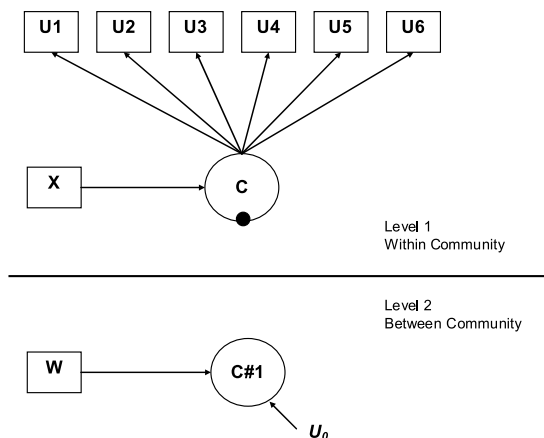 U1 U2 U3 U4 U5 U6
X
C
Level 1
Within Community
Level 2
Between Community
W
C#1
U0